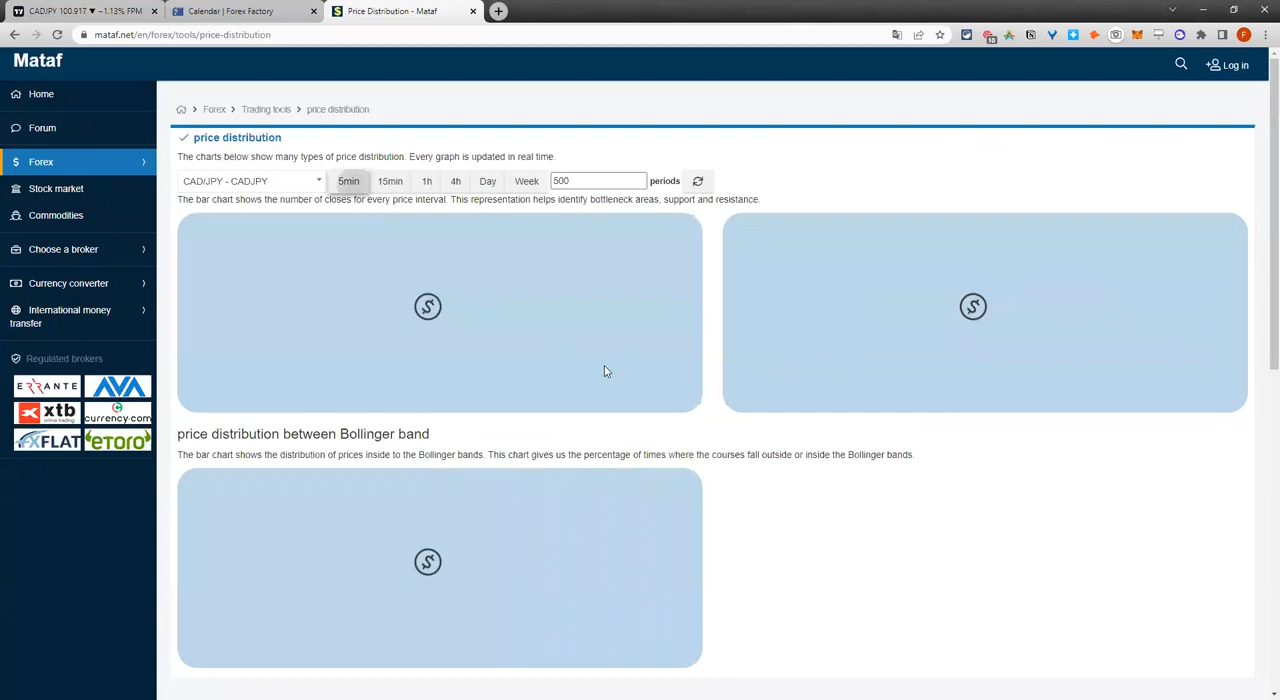 CADJPY 100.917 ▼ −1.13% FPM
Calendar | Forex Factory
Price Distribution - Mataf
mataf.net/en/forex/tools/price-distribution
Mataf
Log in
Home
Forum
Forex
Stock market
Commodities
Choose a broker
Currency converter
International money
transfer
Regulated brokers
ERRANTE
AVA
xtb
online trading
currency.com
FXFLAT
eToro
Forex > Trading tools > price distribution
price distribution
The charts below show many types of price distribution. Every graph is updated in real time.
CAD/JPY - CADJPY 5min 15min 1h 4h Day Week 500 periods
The bar chart shows the number of closes for every price interval. This representation helps identify bottleneck areas, support and resistance.
price distribution between Bollinger band
The bar chart shows the distribution of prices inside to the Bollinger bands. This chart gives us the percentage of times where the courses fall outside or inside the Bollinger bands.